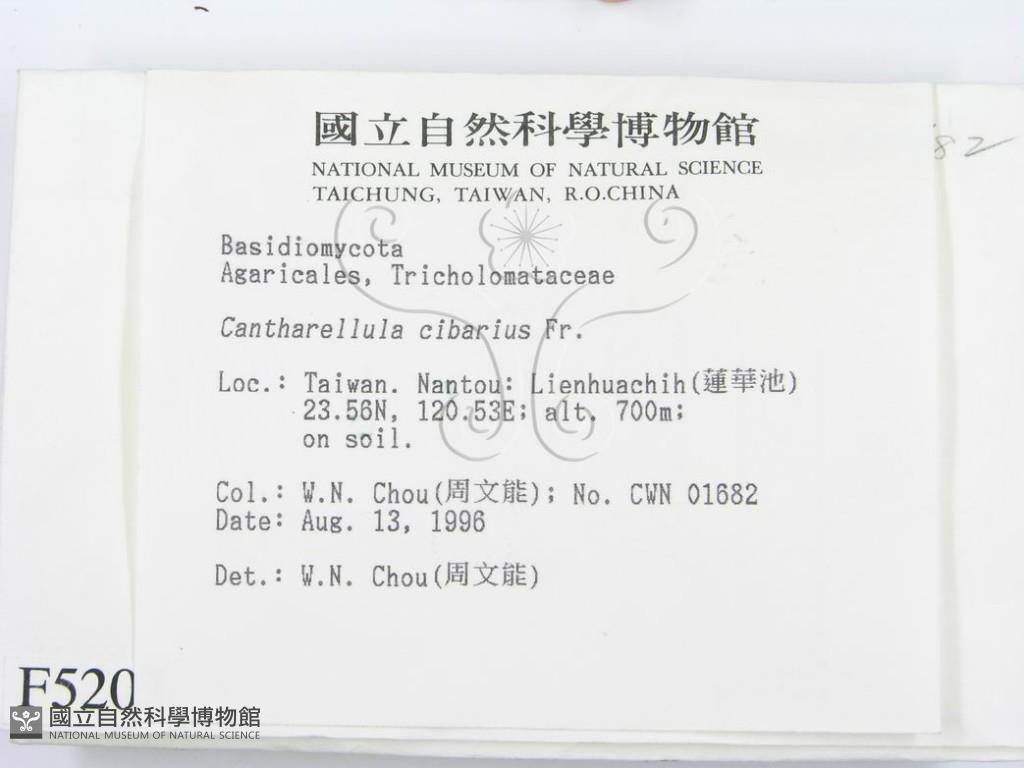 國立自然科學博物館
NATIONAL MUSEUM OF NATURAL SCIENCE
TAICHUNG, TAIWAN, R.O.CHINA
82
Basidiomycota
Agaricales, Tricholomataceae
Cantharellula cibarius Fr.
Loc.: Taiwan. Nantou: Lienhuachih(蓮華池)
23.56N, 120.53E; alt. 700m;
on soil.
Col.: W.N. Chou(周文能); No. CWN 01682
Date: Aug. 13, 1996
Det.: W.N. Chou(周文能)
F520
國立自然科學博物館
NATIONAL MUSEUM OF NATURAL SCIENCE